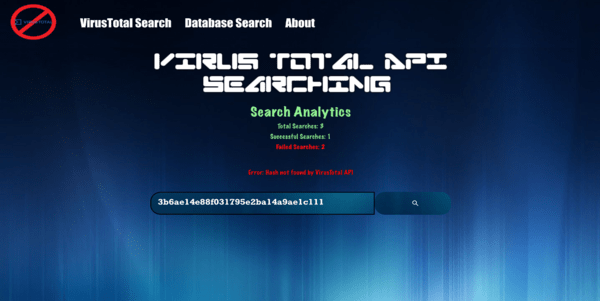 VirusTotal Search Database Search About
VIRUS TOTAL API
SEARCHING
Search Analytics
Total Searches: 3
Successful Searches: 1
Failed Searches: 2
Error: Hash not found by VirusTotal API
3b6ae14e88f031795e2ba14a9ae1c111